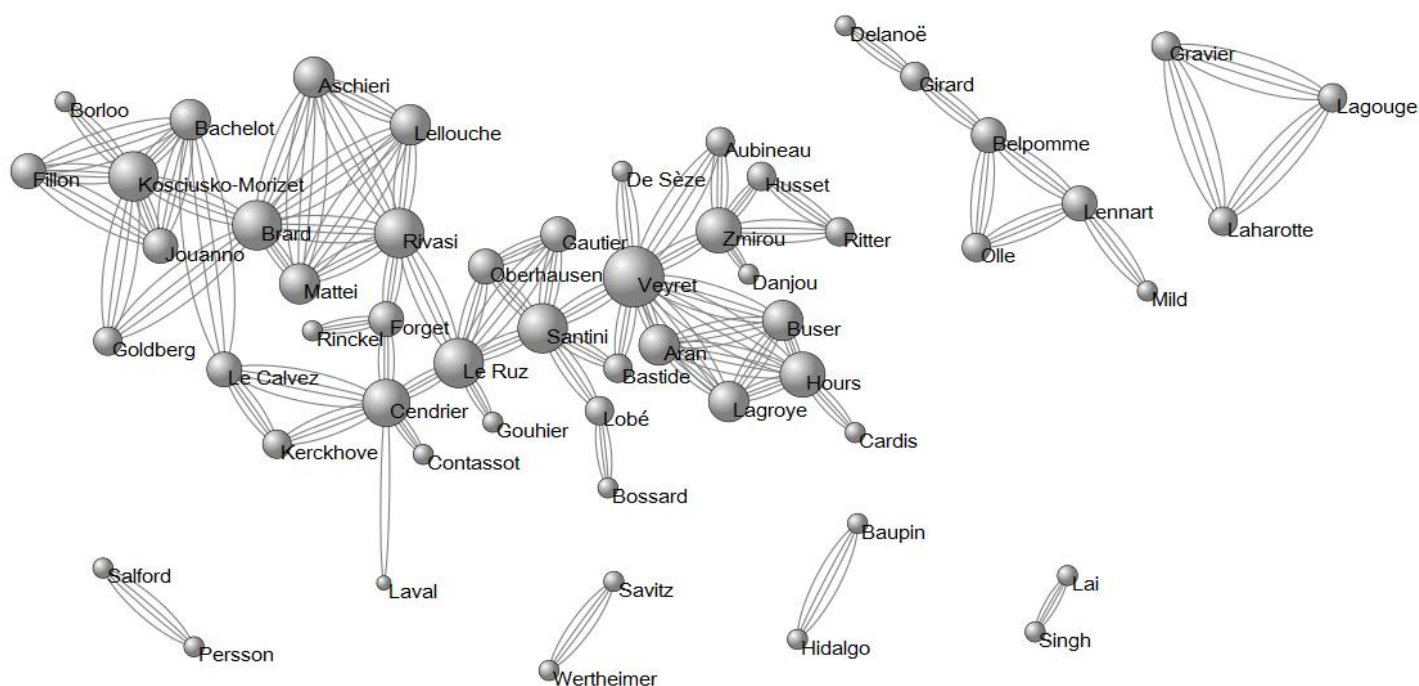 Delanoë
Gravier
Aschieri
Girard
Borloo
Lagouge
Bachelot
Lellouche
Belpomme
Aubineau
Fillon
Kosciusko-Morizet
De Sèze
Husset
Lennart
Laharotte
Brard
Rivasi
Gautier
Zmirou
Ritter
Jouanno
Olle
Oberhausen
Mattei
Veyret
Danjou
Mild
Rinckel
Forget
Santini
Buser
Goldberg
Aran
Le Calvez
Le Ruz
Bastide
Hours
Cendrier
Lagroye
Lobé
Gouhier
Cardis
Kerckhove
Contassot
Bossard
Baupin
Salford
Laval
Savitz
Lai
Persson
Hidalgo
Singh
Wertheimer